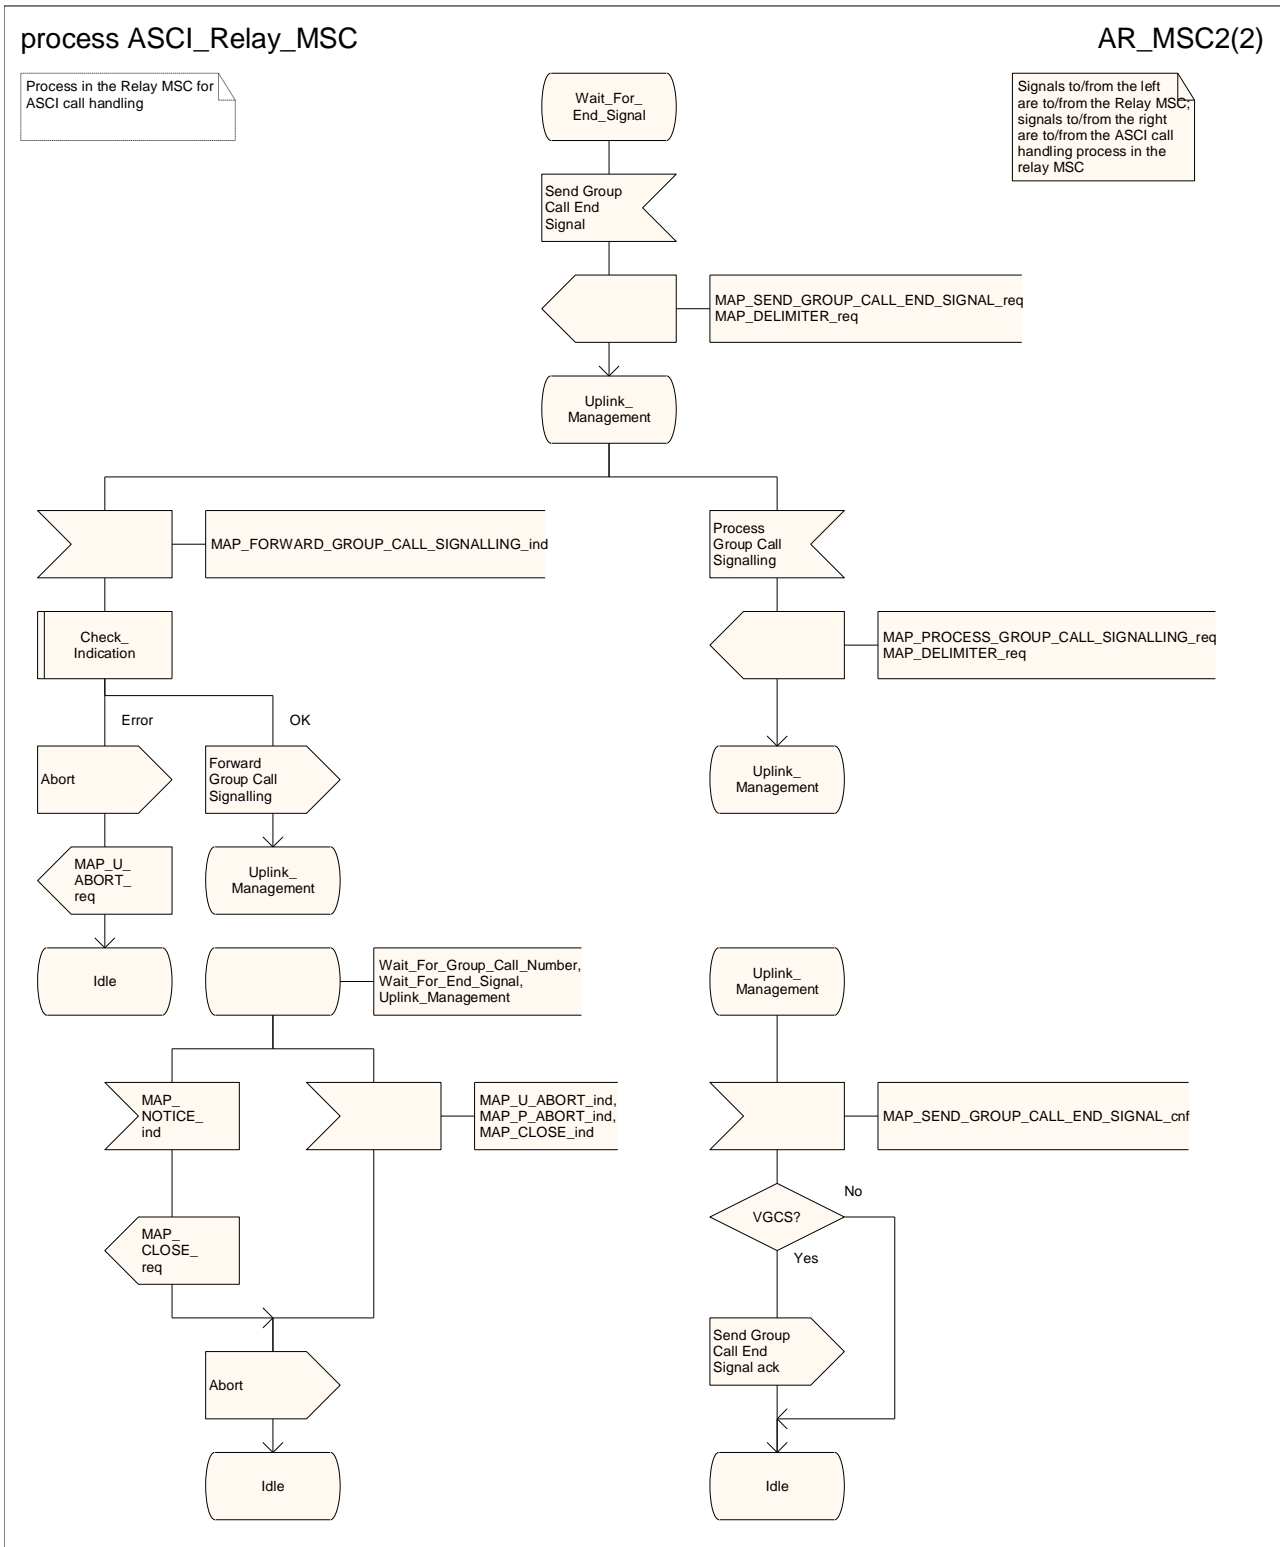 process ASCI_Relay_MSC
AR_MSC2(2)
Process in the Relay MSC for
ASCI call handling
Wait_For_
End_Signal
Signals to/from the left
are to/from the Relay MSC;
signals to/from the right
are to/from the ASCI call
handling process in the
relay MSC
Send Group
Call End
Signal
MAP_SEND_GROUP_CALL_END_SIGNAL_req
MAP_DELIMITER_req
Uplink_
Management
MAP_FORWARD_GROUP_CALL_SIGNALLING_ind
Process
Group Call
Signalling
Check_
Indication
MAP_PROCESS_GROUP_CALL_SIGNALLING_req
MAP_DELIMITER_req
Error
OK
Abort
Forward
Group Call
Signalling
Uplink_
Management
MAP_U_
ABORT_
req
Uplink_
Management
Idle
Wait_For_Group_Call_Number,
Wait_For_End_Signal,
Uplink_Management
Uplink_
Management
MAP_
NOTICE_
ind
MAP_U_ABORT_ind,
MAP_P_ABORT_ind,
MAP_CLOSE_ind
MAP_SEND_GROUP_CALL_END_SIGNAL_cnf
No
VGCS?
Yes
MAP_
CLOSE_
req
Send Group
Call End
Signal ack
Abort
Idle
Idle